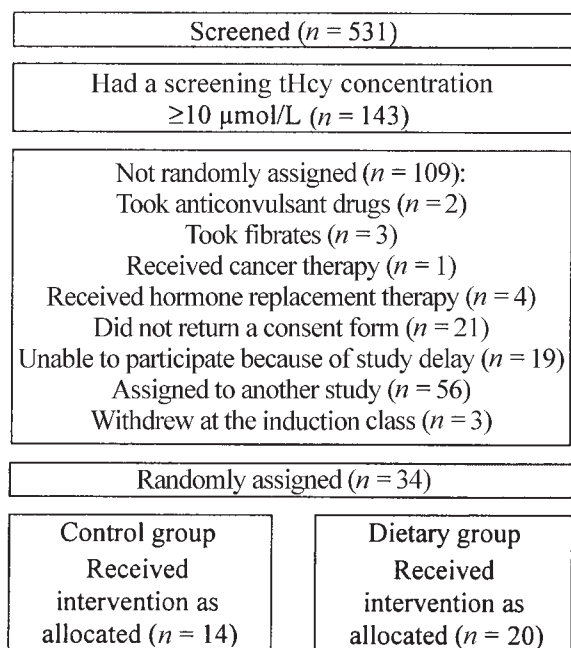 Screened (n = 531)
Had a screening tHcy concentration
≥10 µmol/L (n = 143)
Not randomly assigned (n = 109):
Took anticonvulsant drugs (n = 2)
Took fibrates (n = 3)
Received cancer therapy (n = 1)
Received hormone replacement therapy (n = 4)
Did not return a consent form (n = 21)
Unable to participate because of study delay (n = 19)
Assigned to another study (n = 56)
Withdrew at the induction class (n = 3)
Randomly assigned (n = 34)
Control group
Received
intervention as
allocated (n = 14)
Dietary group
Received
intervention as
allocated (n = 20)